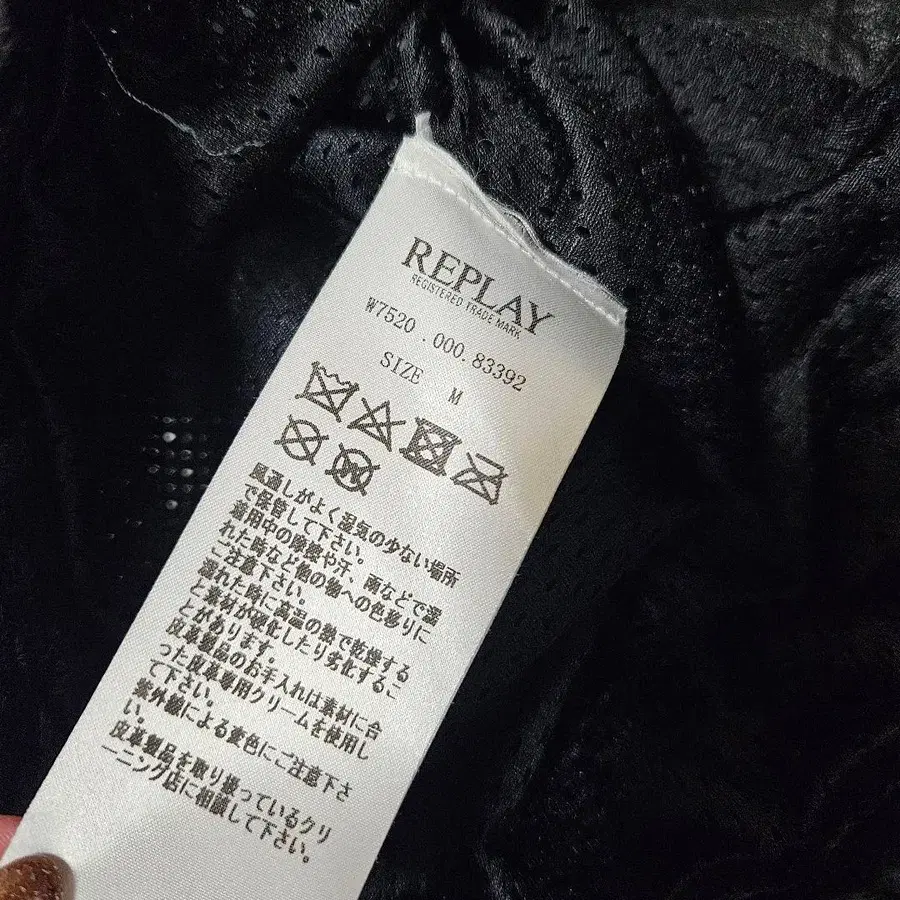 REPLAY
REGISTERED TRADE MARK
W7520 .000.83392
SIZE M
風通しがよく湿気の少ない場所
で保管して下さい。
着用中の摩擦や汗、雨などで濡
れた時など他の物への色移りに
ご注意下さい。
濡れた時に高温の熱で乾燥する
と素材が硬化したり劣化するこ
とがあります。
皮革製品のお手入れは素材に合
った皮革専用クリームを使用し
て下さい。
紫外線による変色にご注意下さ
い。
皮革製品を取り扱っているクリ
ーニング店に相談して下さい。